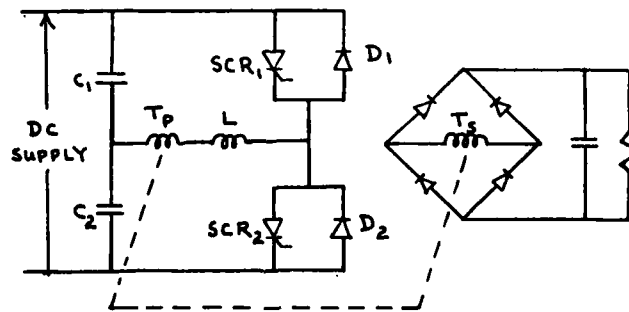 C₁
SCR₁
D₁
DC
SUPPLY
Tₚ
L
Tₛ
C₂
SCR₂
D₂